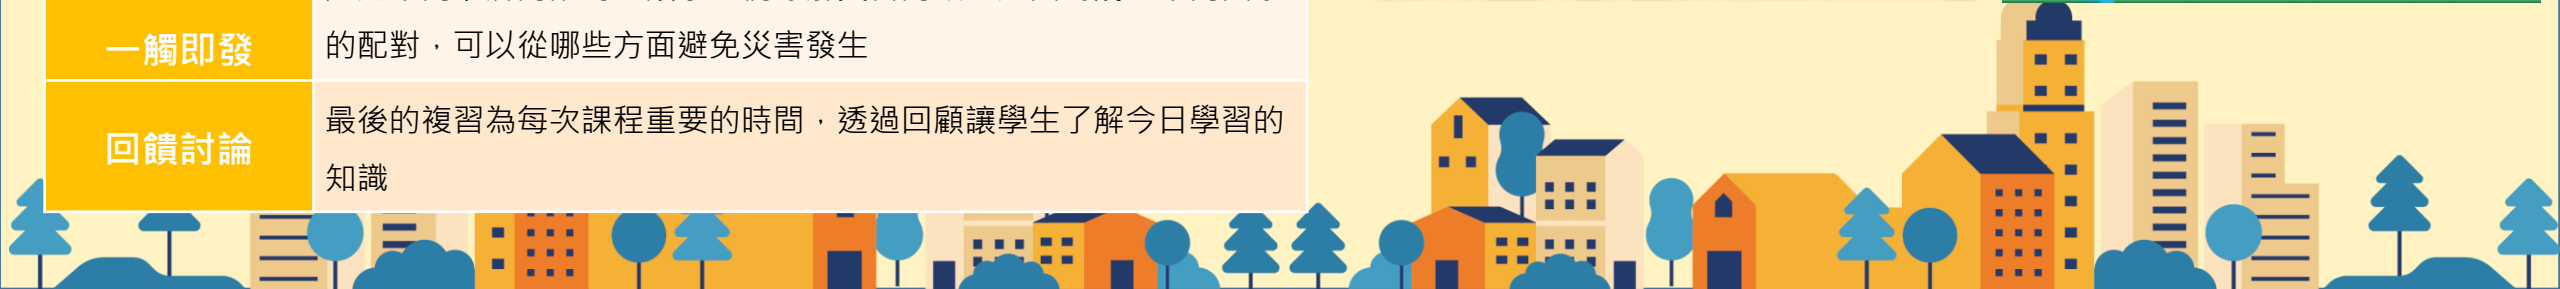 一觸即發
的配對，可以從哪些方面避免災害發生
回饋討論
最後的複習為每次課程重要的時間，透過回顧讓學生了解今日學習的
知識